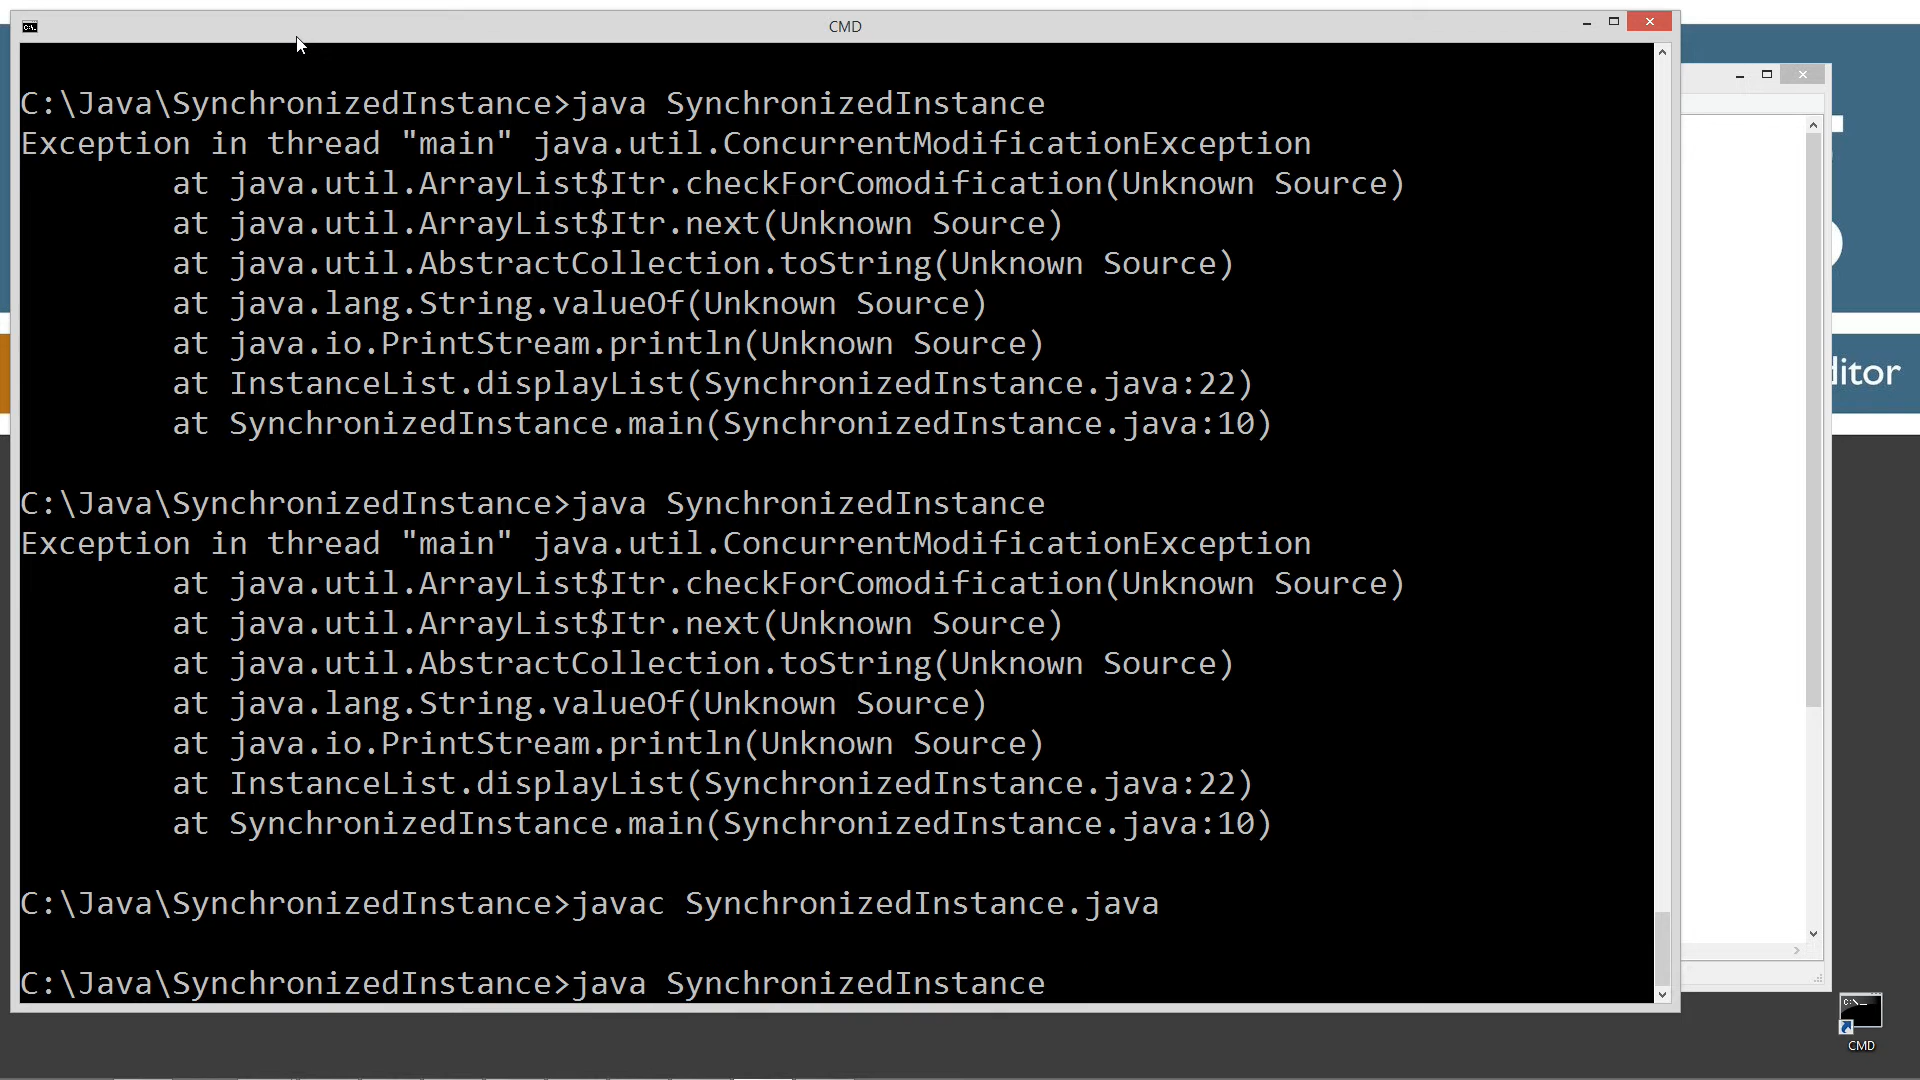 CMD
C:\Java\SynchronizedInstance>java SynchronizedInstance
Exception in thread "main" java.util.ConcurrentModificationException
at java.util.ArrayList$Itr.checkForComodification(Unknown Source)
at java.util.ArrayList$Itr.next(Unknown Source)
at java.util.AbstractCollection.toString(Unknown Source)
at java.lang.String.valueOf(Unknown Source)
at java.io.PrintStream.println(Unknown Source)
at InstanceList.displayList(SynchronizedInstance.java:22)
at SynchronizedInstance.main(SynchronizedInstance.java:10)
C:\Java\SynchronizedInstance>java SynchronizedInstance
Exception in thread "main" java.util.ConcurrentModificationException
at java.util.ArrayList$Itr.checkForComodification(Unknown Source)
at java.util.ArrayList$Itr.next(Unknown Source)
at java.util.AbstractCollection.toString(Unknown Source)
at java.lang.String.valueOf(Unknown Source)
at java.io.PrintStream.println(Unknown Source)
at InstanceList.displayList(SynchronizedInstance.java:22)
at SynchronizedInstance.main(SynchronizedInstance.java:10)
C:\Java\SynchronizedInstance>javac SynchronizedInstance.java
C:\Java\SynchronizedInstance>java SynchronizedInstance
ditor
CMD